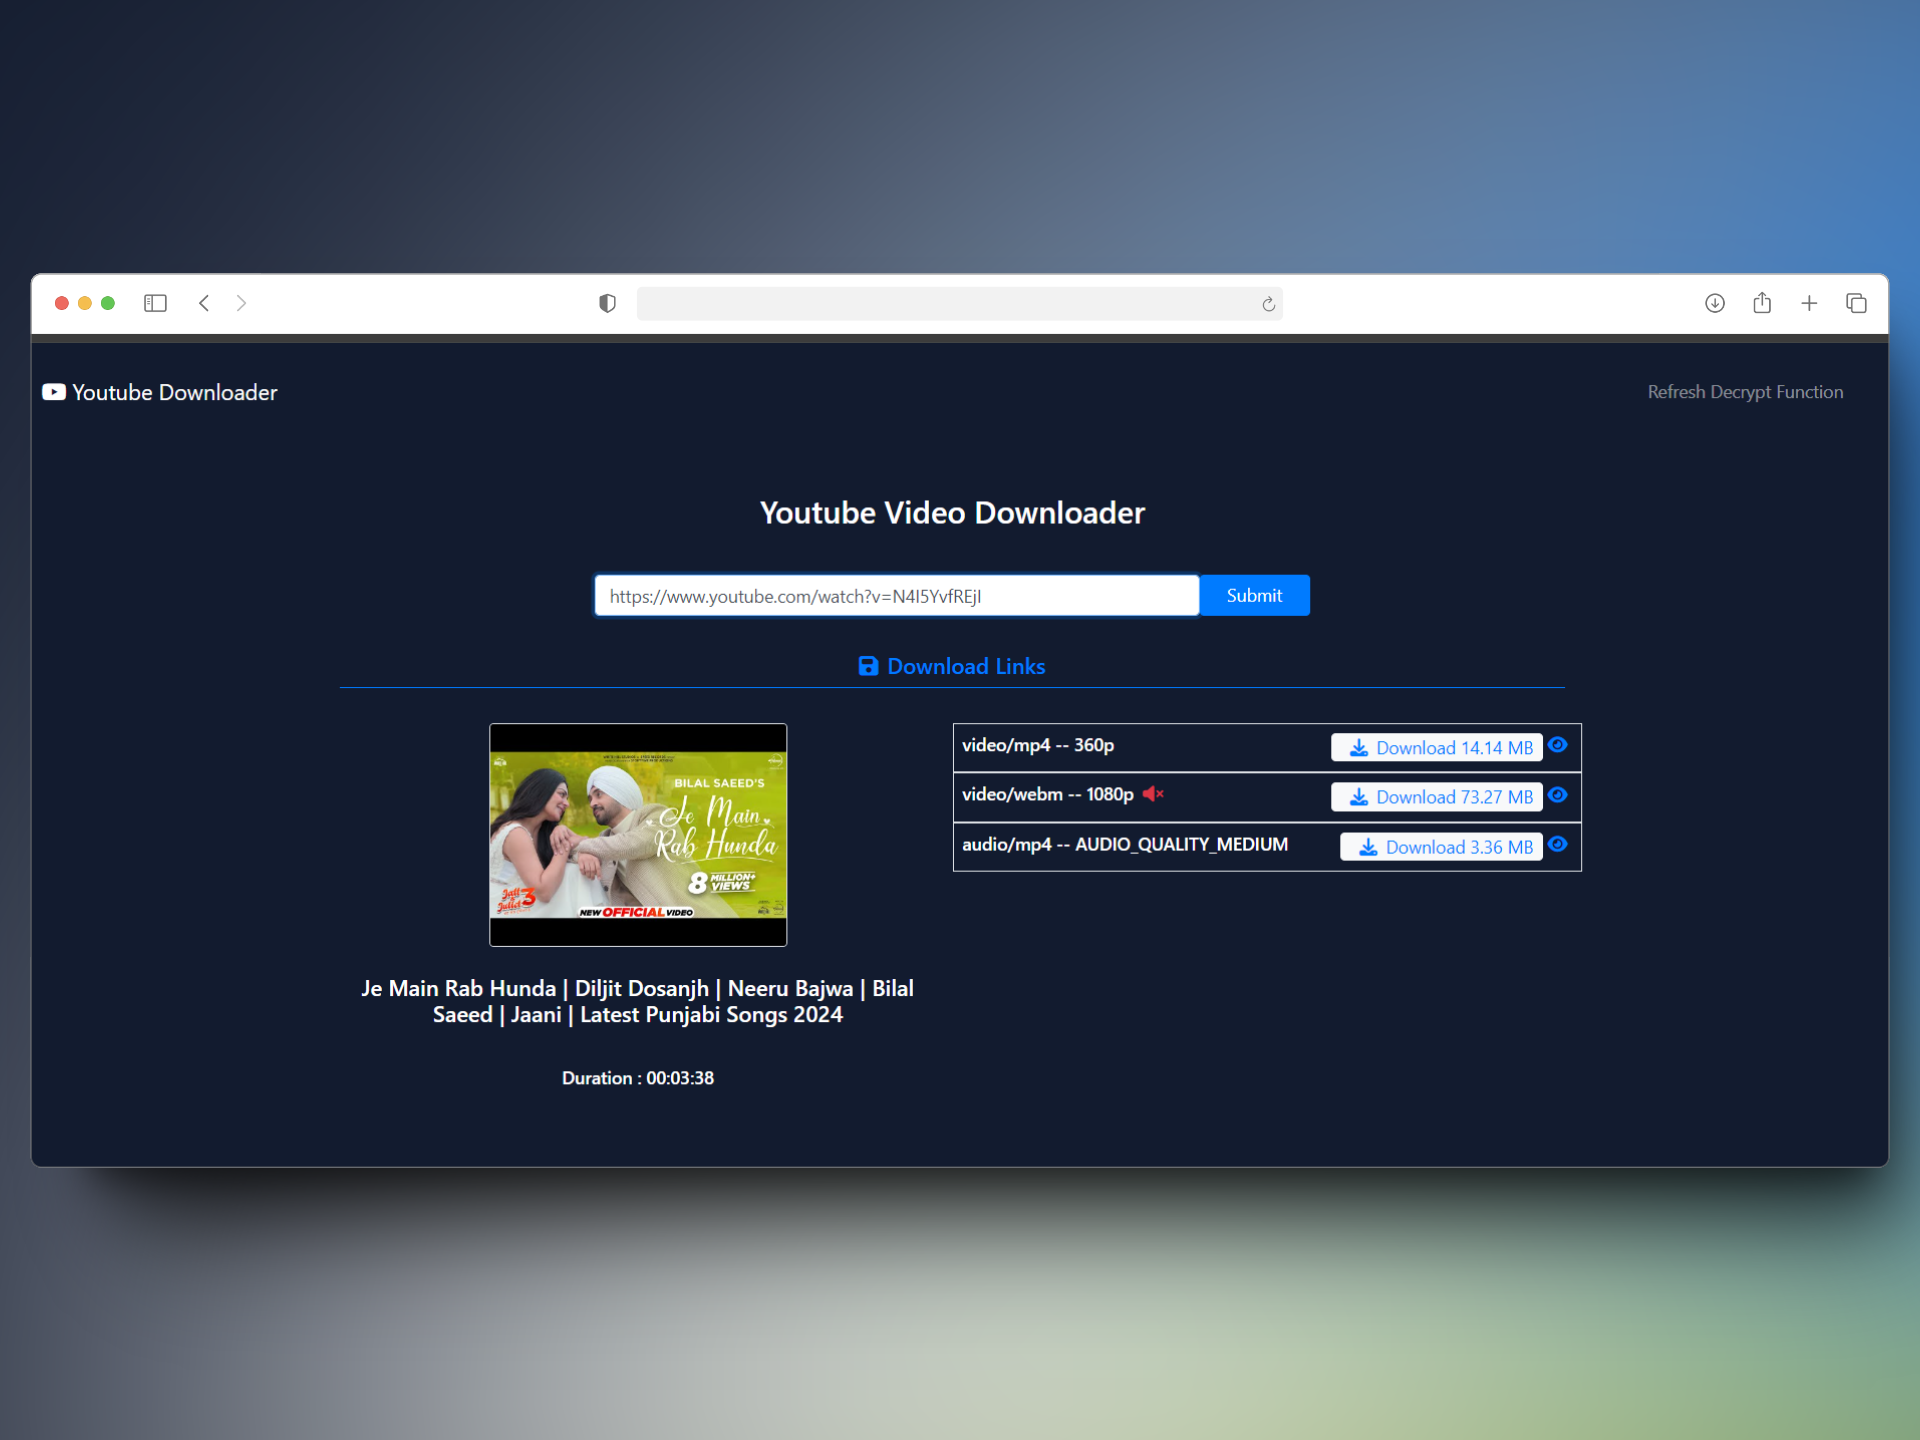 Youtube Downloader
Refresh Decrypt Function
Youtube Video Downloader
https://www.youtube.com/watch?v=N4I5YvfREjI
Submit
Download Links
BILAL SAEED'S
Je Main
Rab Hunda
8 MILLION+
VIEWS
Jatt &
Juliet 3
NEW OFFICIAL VIDEO
video/mp4 -- 360p
Download 14.14 MB
video/webm -- 1080p
Download 73.27 MB
audio/mp4 -- AUDIO_QUALITY_MEDIUM
Download 3.36 MB
Je Main Rab Hunda | Diljit Dosanjh | Neeru Bajwa | Bilal
Saeed | Jaani | Latest Punjabi Songs 2024
Duration : 00:03:38